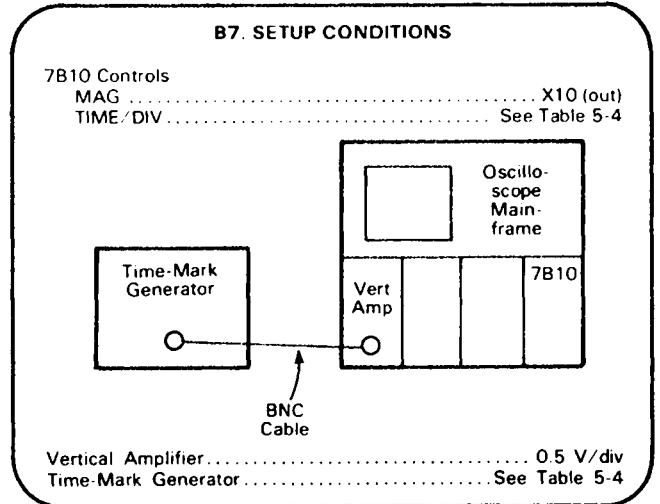 B7. SETUP CONDITIONS
7B10 Controls
MAG ........................................ X10 (out)
TIME/DIV ................................ See Table 5-4
Oscillo-
scope
Main-
frame
Time-Mark
Generator
Vert
Amp
7B10
BNC
Cable
Vertical Amplifier ................................ 0.5 V/div
Time-Mark Generator ........................ See Table 5-4